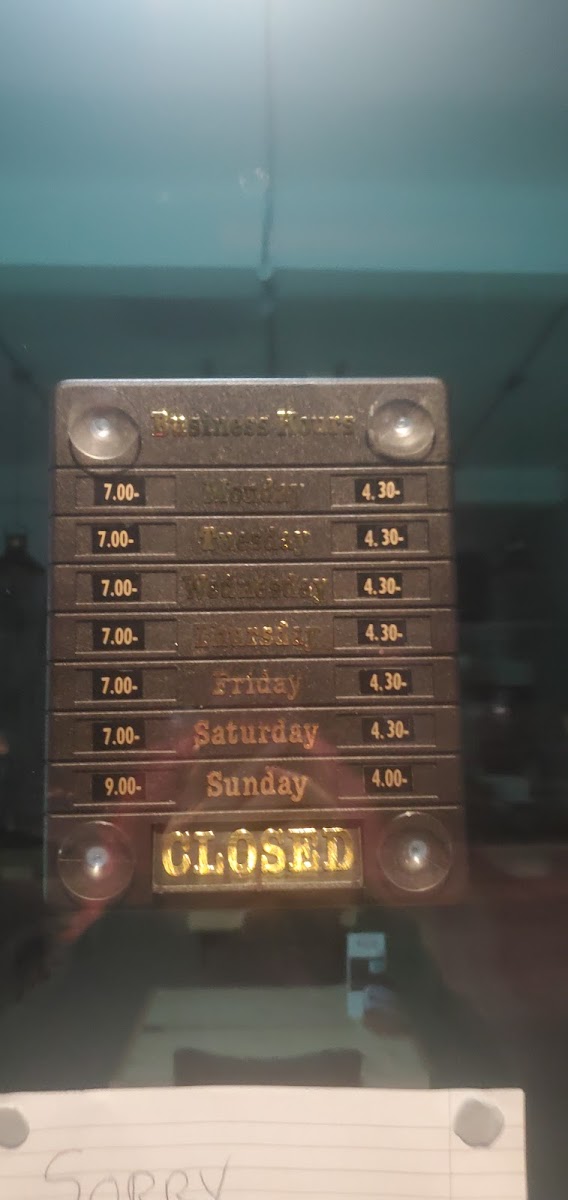 Business Hours
7.00- Monday 4.30-
7.00- Tuesday 4.30-
7.00- Wednesday 4.30-
7.00- Thursday 4.30-
7.00- Friday 4.30-
7.00- Saturday 4.30-
9.00- Sunday 4.00-
CLOSED
SORRY